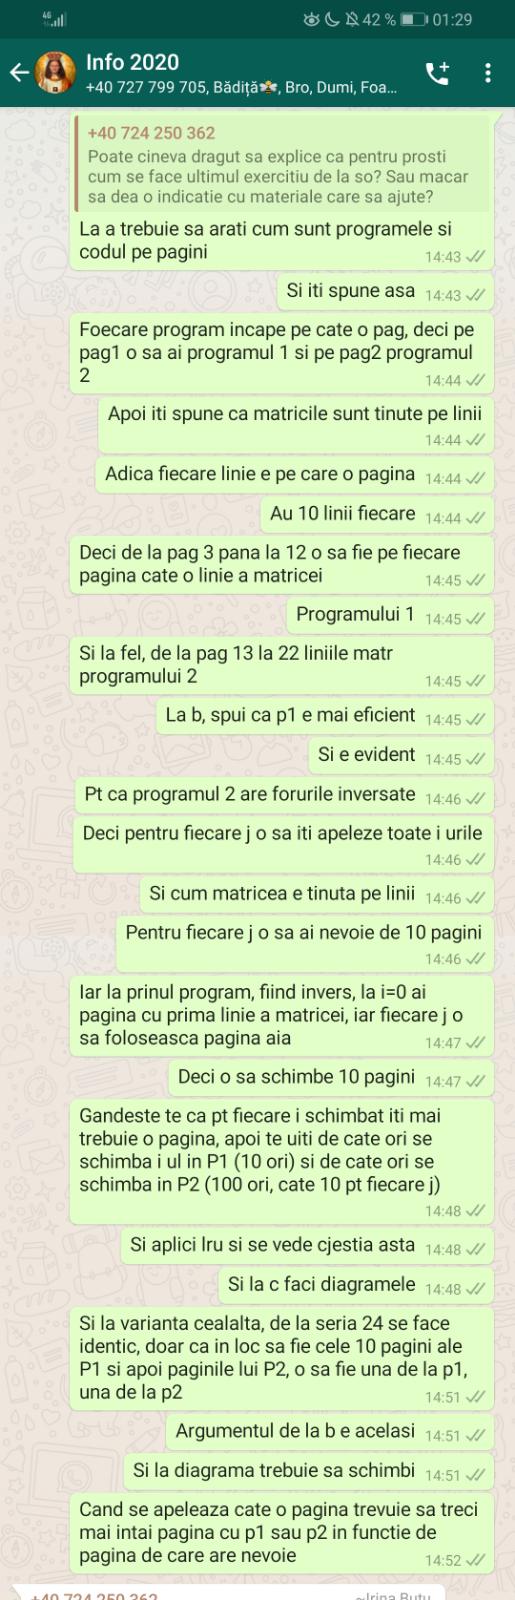 4G 42 % 01:29
Info 2020
+40 727 799 705, Bădiță🐝, Bro, Dumi, Foa...
+40 724 250 362
Poate cineva dragut sa explice ca pentru prosti
cum se face ultimul exercitiu de la so? Sau macar
sa dea o indicatie cu materiale care sa ajute?
La a trebuie sa arati cum sunt programele si
codul pe pagini 14:43
Si iti spune asa 14:43
Foecare program incape pe cate o pag, deci pe
pag1 o sa ai programul 1 si pe pag2 programul
2 14:44
Apoi iti spune ca matricile sunt tinute pe linii
14:44
Adica fiecare linie e pe care o pagina 14:44
Au 10 linii fiecare 14:44
Deci de la pag 3 pana la 12 o sa fie pe fiecare
pagina cate o linie a matricei 14:45
Programului 1 14:45
Si la fel, de la pag 13 la 22 liniile matr
programului 2 14:45
La b, spui ca p1 e mai eficient 14:45
Si e evident 14:45
Pt ca programul 2 are forurile inversate 14:46
Deci pentru fiecare j o sa iti apeleze toate i urile
14:46
Si cum matricea e tinuta pe linii 14:46
Pentru fiecare j o sa ai nevoie de 10 pagini
14:46
Iar la prinul program, fiind invers, la i=0 ai
pagina cu prima linie a matricei, iar fiecare j o
sa foloseasca pagina aia 14:47
Deci o sa schimbe 10 pagini 14:47
Gandeste te ca pt fiecare i schimbat iti mai
trebuie o pagina, apoi te uiti de cate ori se
schimba i ul in P1 (10 ori) si de cate ori se
schimba in P2 (100 ori, cate 10 pt fiecare j)
14:48
Si aplici lru si se vede cjestia asta 14:48
Si la c faci diagramele 14:48
Si la varianta cealalta, de la seria 24 se face
identic, doar ca in loc sa fie cele 10 pagini ale
P1 si apoi paginile lui P2, o sa fie una de la p1,
una de la p2 14:51
Argumentul de la b e acelasi 14:51
Si la diagrama trebuie sa schimbi 14:51
Cand se apeleaza cate o pagina trevuie sa treci
mai intai pagina cu p1 sau p2 in functie de
pagina de care are nevoie 14:52
+40 724 250 362 ~Irina Butu